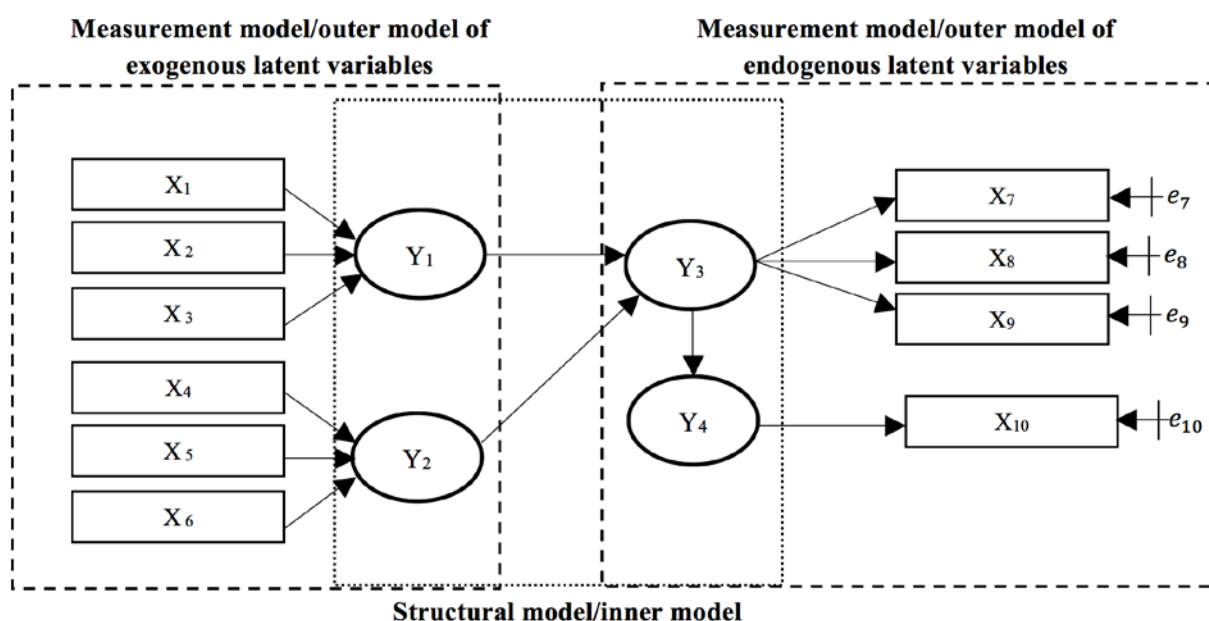 Measurement model/outer model of
exogenous latent variables
Measurement model/outer model of
endogenous latent variables
X₁
X₂
X₃
X₄
X₅
X₆
Y₁
Y₂
Y₃
Y₄
X₇
e₇
X₈
e₈
X₉
e₉
X₁₀
e₁₀
Structural model/inner model